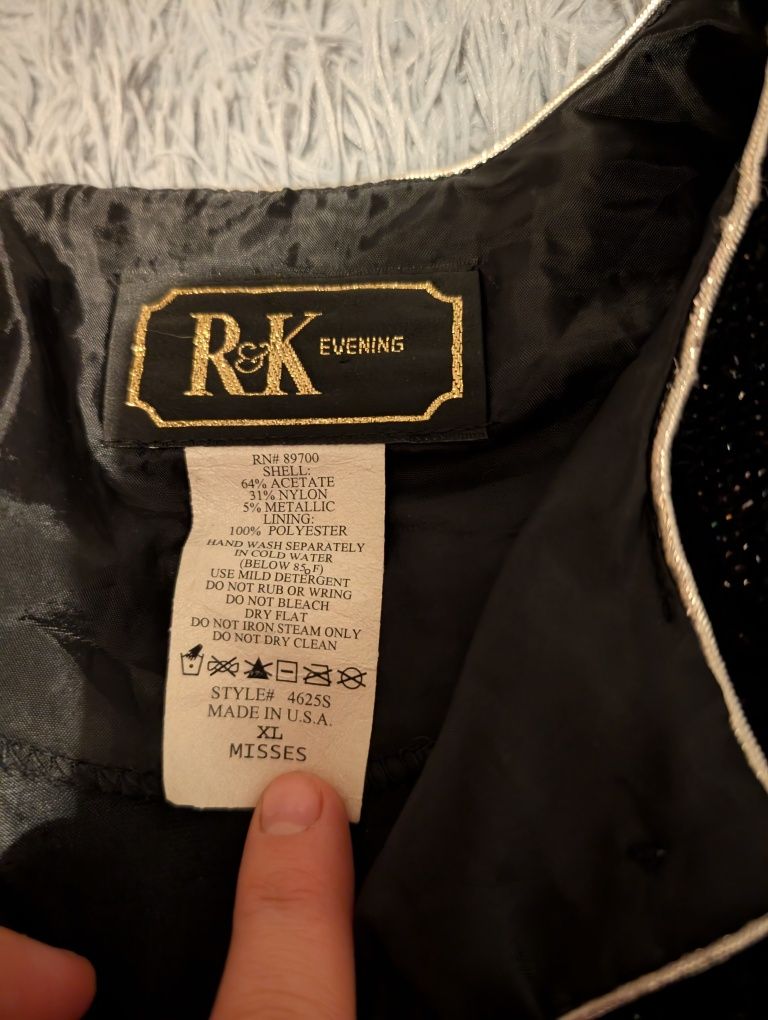 R&K EVENING
RN# 89700
SHELL:
64% ACETATE
31% NYLON
5% METALLIC
LINING:
100% POLYESTER
HAND WASH SEPARATELY
IN COLD WATER
(BELOW 85°F)
USE MILD DETERGENT
DO NOT RUB OR WRING
DO NOT BLEACH
DRY FLAT
DO NOT IRON STEAM ONLY
DO NOT DRY CLEAN
STYLE# 4625S
MADE IN U.S.A.
XL
MISSES